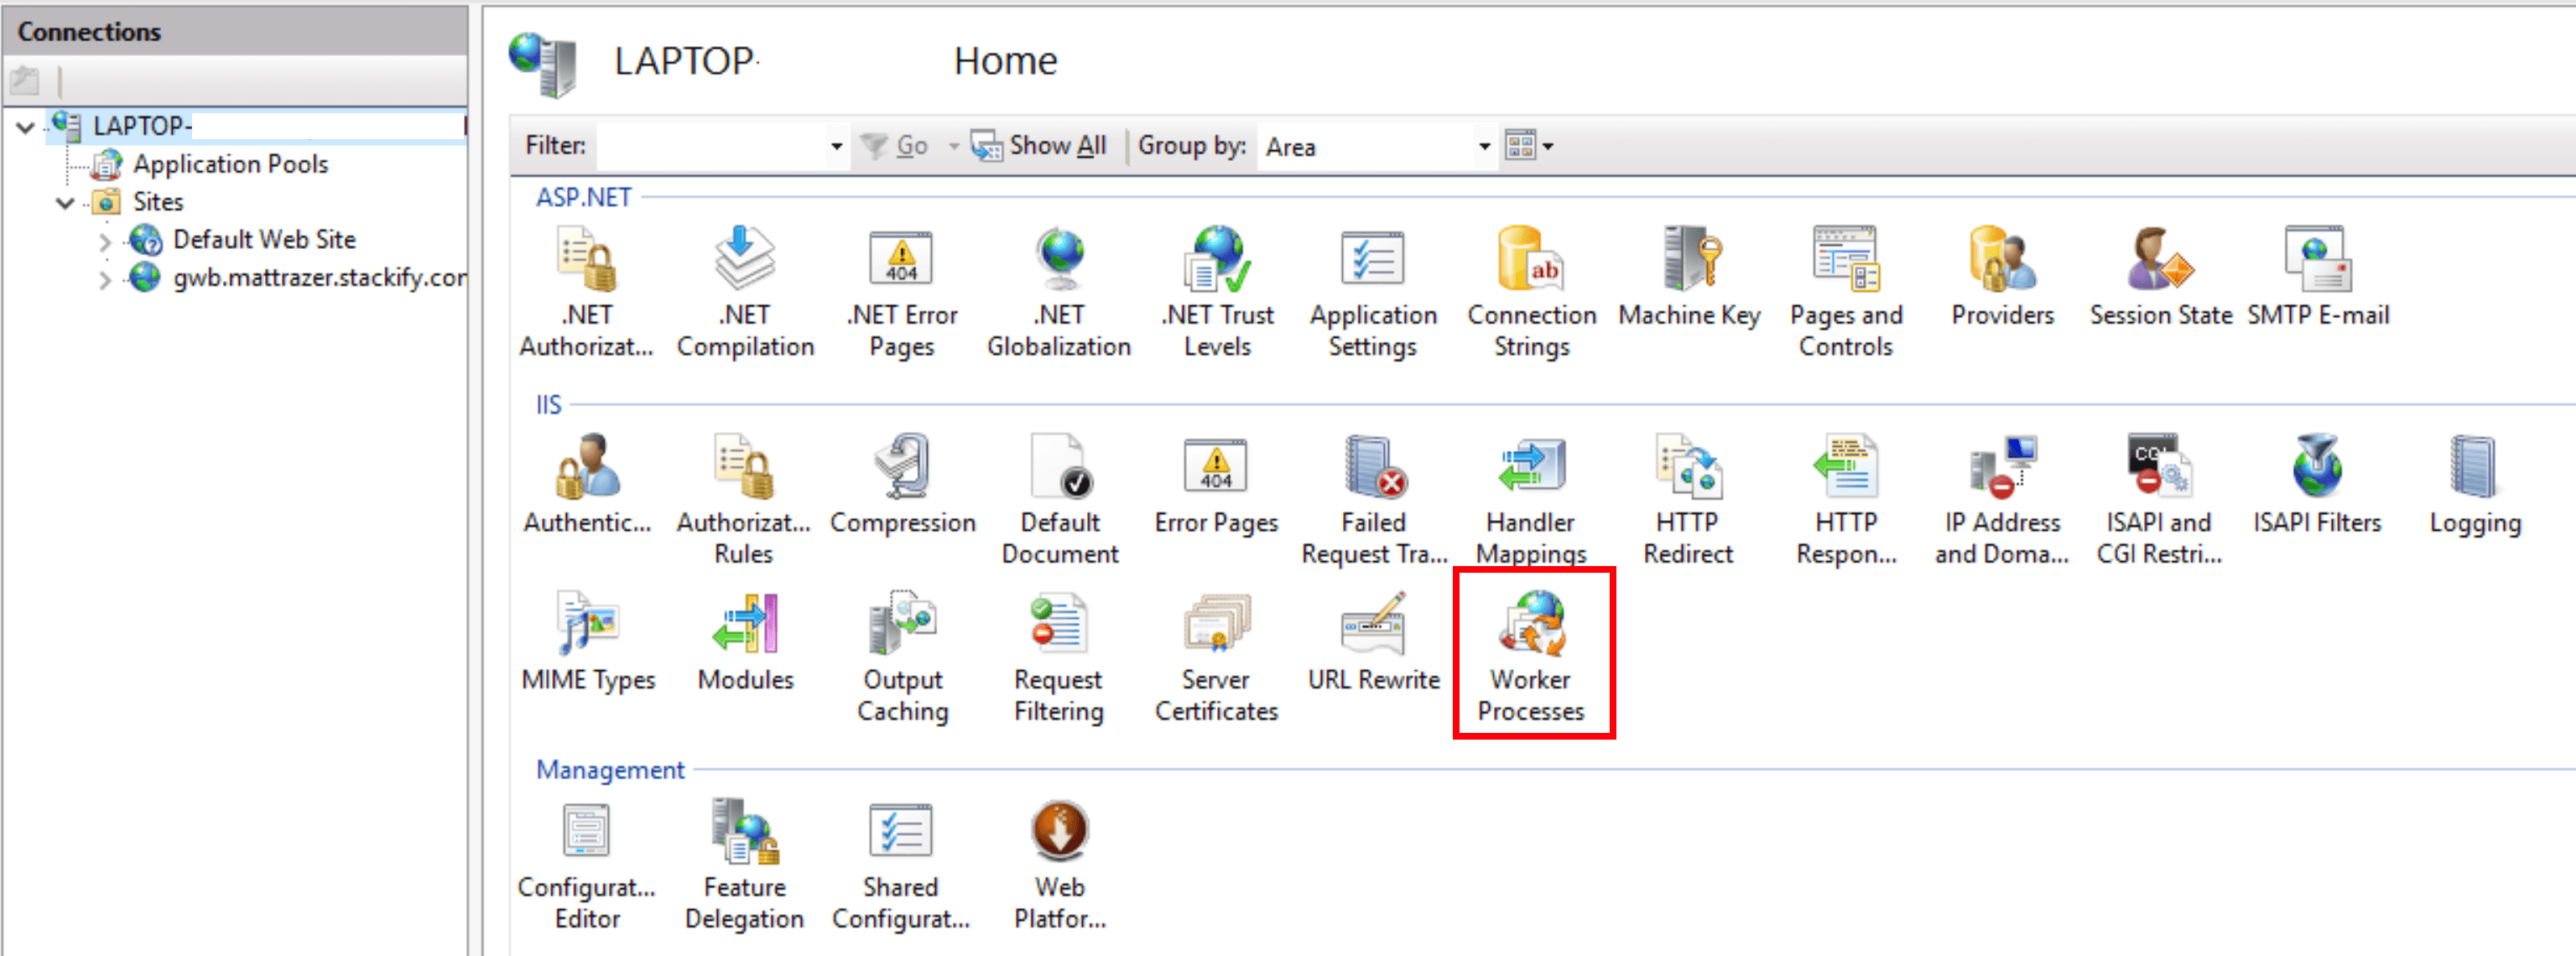 Connections
LAPTOP-
Application Pools
Sites
Default Web Site
gwb.mattrazer.stackify.con
LAPTOP- Home
Filter: Go Show All Group by: Area
ASP.NET
.NET Authorizat...
.NET Compilation
.NET Error Pages
.NET Globalization
.NET Trust Levels
Application Settings
Connection Strings
Machine Key
Pages and Controls
Providers
Session State
SMTP E-mail
IIS
Authentic...
Authorizat... Rules
Compression
Default Document
Error Pages
Failed Request Tra...
Handler Mappings
HTTP Redirect
HTTP Respon...
IP Address and Doma...
ISAPI and CGI Restri...
ISAPI Filters
Logging
MIME Types
Modules
Output Caching
Request Filtering
Server Certificates
URL Rewrite
Worker Processes
Management
Configurat... Editor
Feature Delegation
Shared Configurat...
Web Platfor...